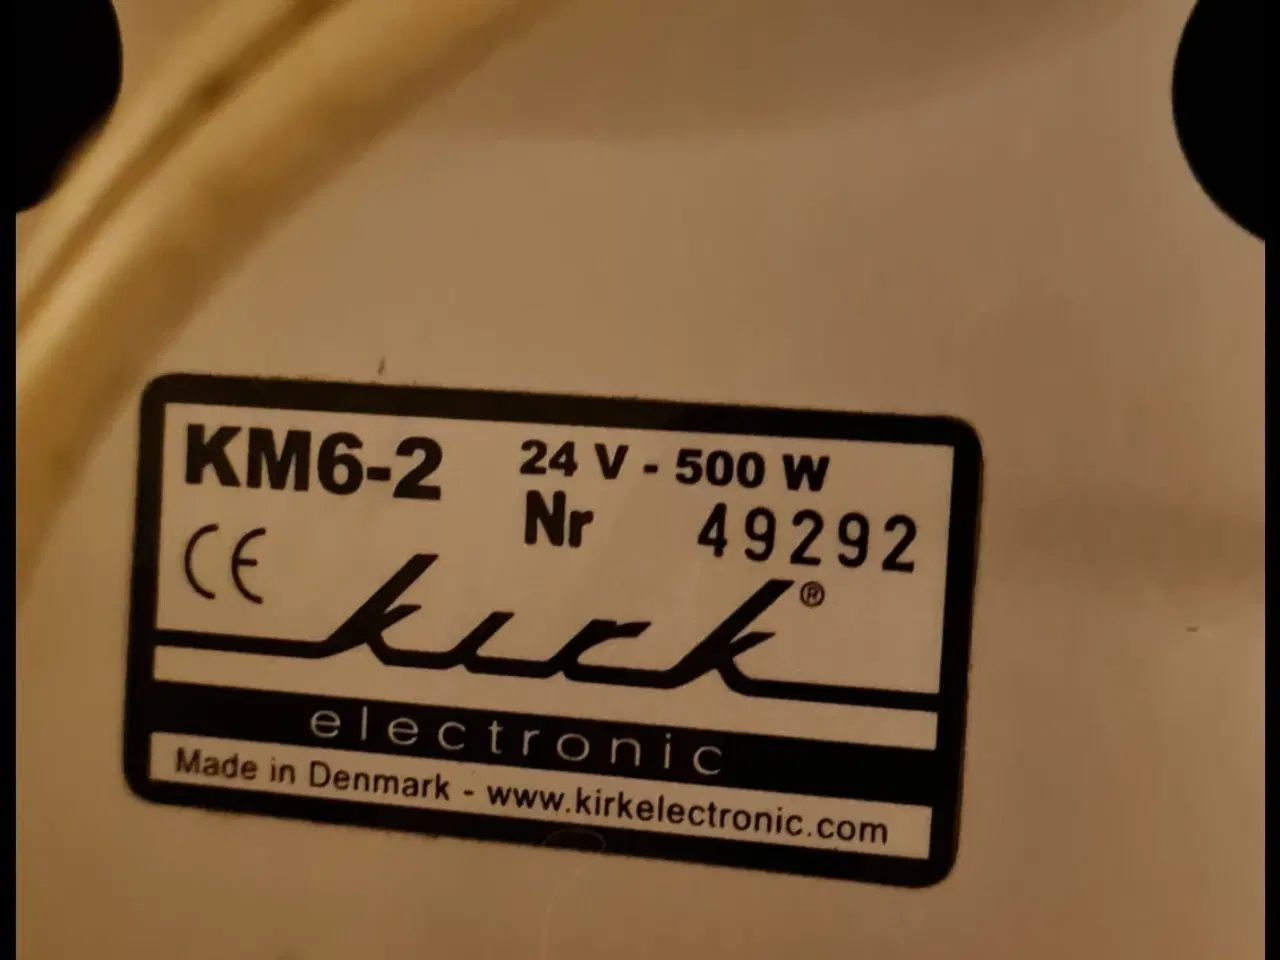 KM6-2 24 V - 500 W
Nr 49292
CE
kirk®
electronic
Made in Denmark - www.kirkelectronic.com